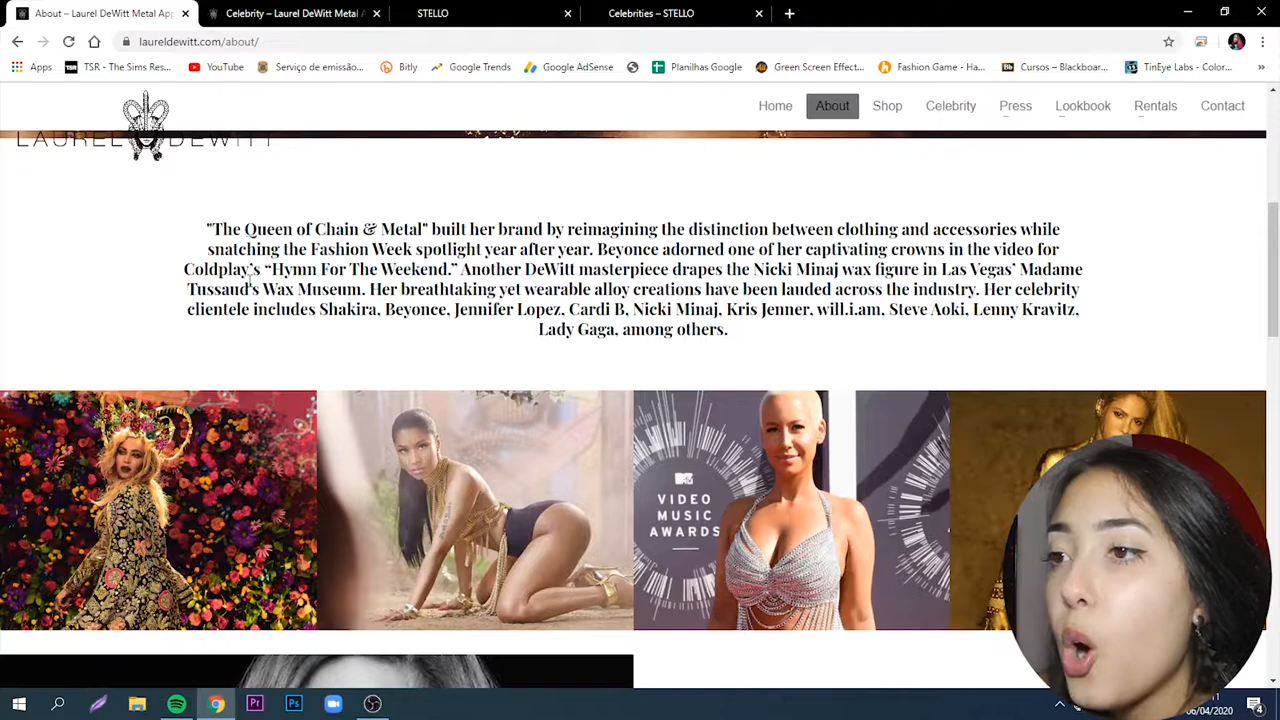 About – Laurel DeWitt Metal App
Celebrity – Laurel DeWitt Metal A
STELLO
Celebrities – STELLO
laureldewitt.com/about/
Apps
TSR - The Sims Res...
YouTube
Serviço de emissão...
Bitly
Google Trends
Google AdSense
Planilhas Google
Green Screen Effect...
Fashion Game - Ha...
Cursos – Blackboar...
TinEye Labs - Color...
LAUREL DEWITT
Home
About
Shop
Celebrity
Press
Lookbook
Rentals
Contact
"The Queen of Chain & Metal" built her brand by reimagining the distinction between clothing and accessories while
snatching the Fashion Week spotlight year after year. Beyonce adorned one of her captivating crowns in the video for
Coldplay's “Hymn For The Weekend.” Another DeWitt masterpiece drapes the Nicki Minaj wax figure in Las Vegas’ Madame
Tussaud's Wax Museum. Her breathtaking yet wearable alloy creations have been lauded across the industry. Her celebrity
clientele includes Shakira, Beyonce, Jennifer Lopez, Cardi B, Nicki Minaj, Kris Jenner, will.i.am, Steve Aoki, Lenny Kravitz,
Lady Gaga, among others.
VIDEO
MUSIC
AWARDS
Pr
Ps
06/04/2020
4